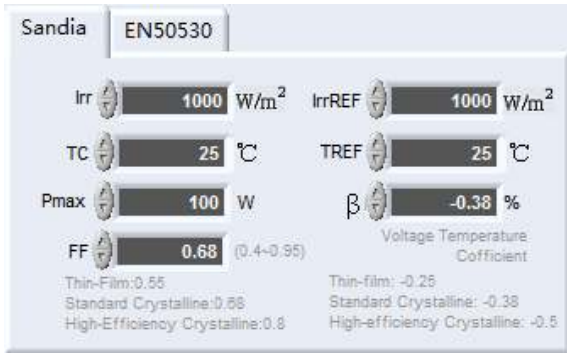 Sandia EN50530
Irr 1000 W/m² IrrREF 1000 W/m²
TC 25 ℃ TREF 25 ℃
Pmax 100 W β -0.38 %
FF 0.68 (0.4~0.95) Voltage Temperature
Cofficient
Thin-Film:0.55 Thin-film: -0.25
Standard Crystalline:0.68 Standard Crystalline: -0.38
High-Efficiency Crystalline:0.8 High-efficiency Crystalline: -0.5